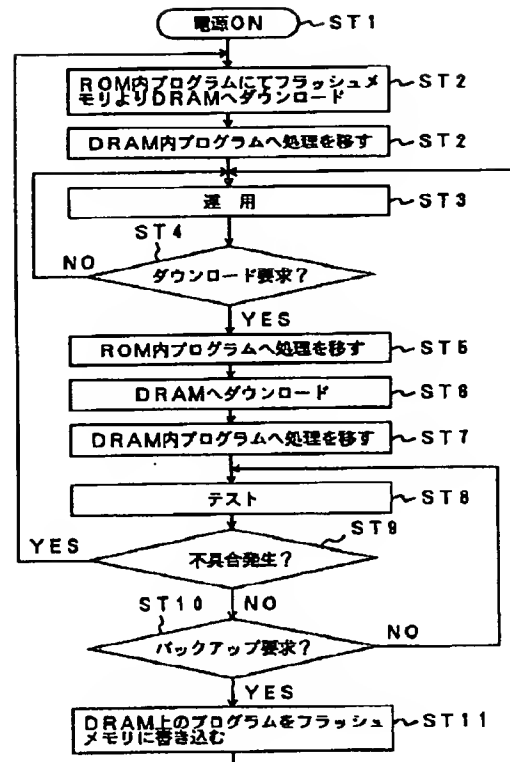 電源ON ST1
ROM内プログラムにてフラッシュメ
モリよりDRAMへダウンロード ST2
DRAM内プログラムへ処理を移す ST2
運用 ST3
ST4
NO
ダウンロード要求?
YES
ROM内プログラムへ処理を移す ST5
DRAMへダウンロード ST6
DRAM内プログラムへ処理を移す ST7
テスト ST8
ST9
YES
不具合発生?
ST10
NO
NO
バックアップ要求?
YES
DRAM上のプログラムをフラッシュ
メモリに書き込む ST11